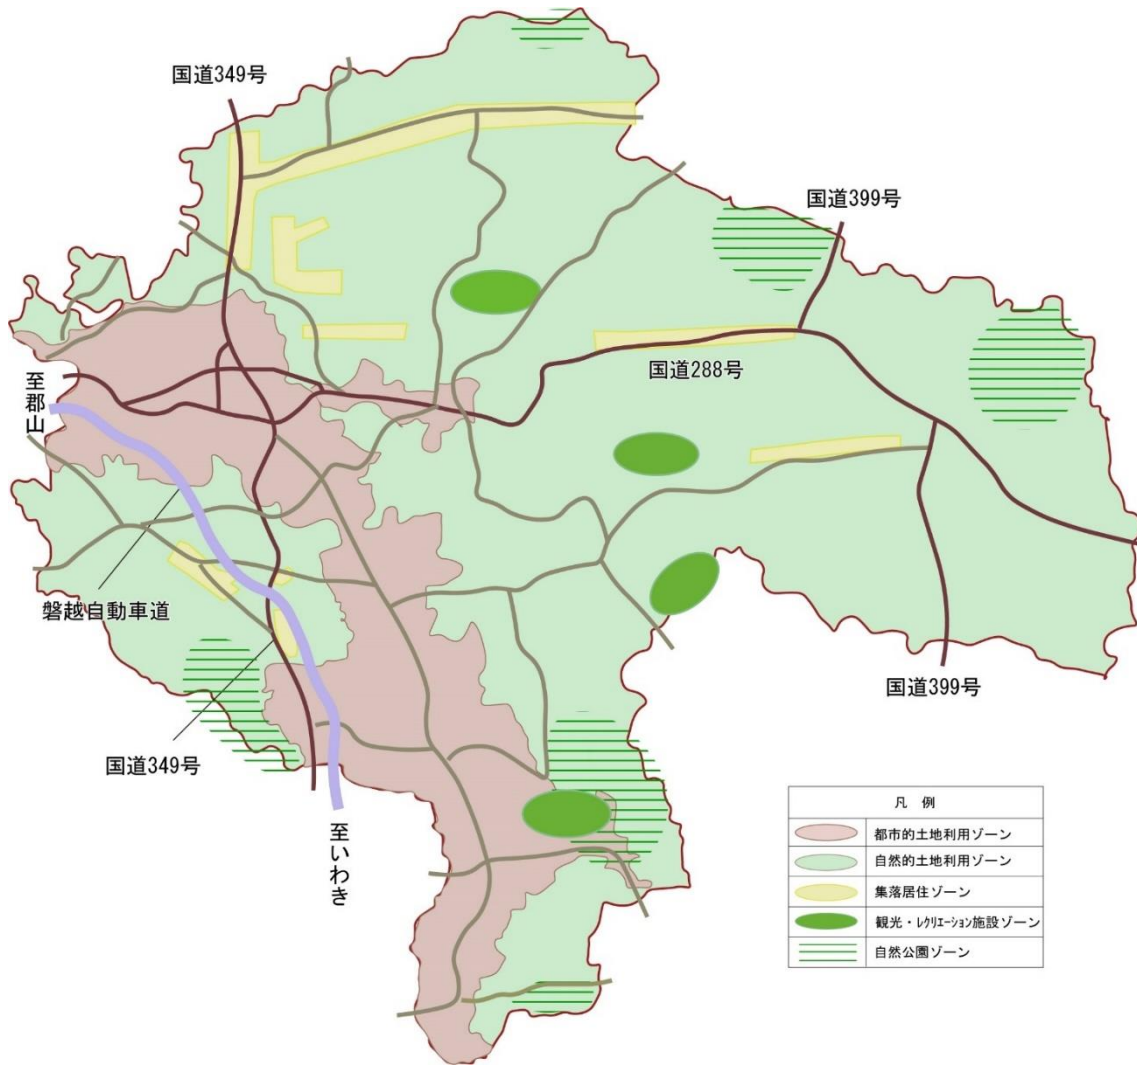 国道349号
国道399号
国道288号
至郡山
磐越自動車道
国道399号
国道349号
至いわき
凡 例
都市的土地利用ゾーン
自然的土地利用ゾーン
集落居住ゾーン
観光・ﾚｸﾘｴｰｼｮﾝ施設ゾーン
自然公園ゾーン